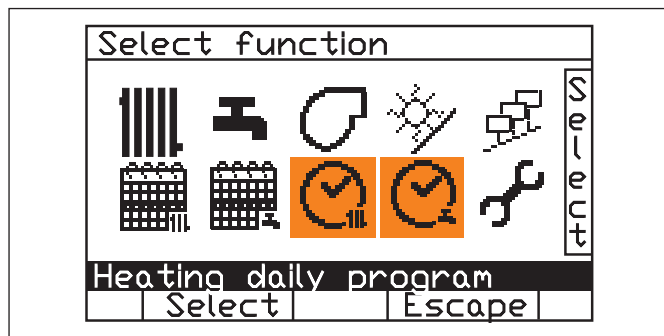 Select function
Select
Heating daily program
Select Escape